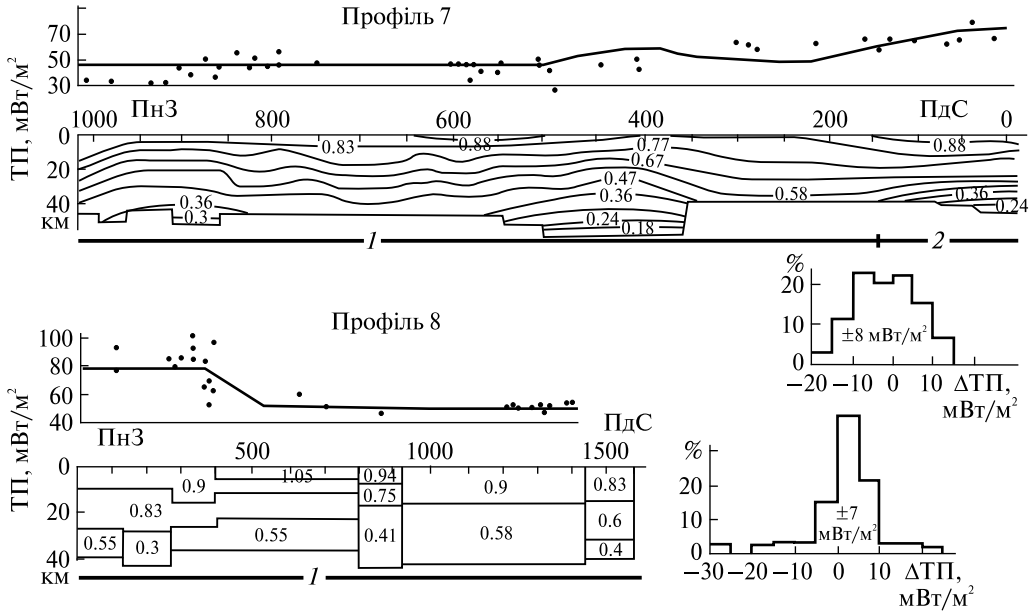 Профіль 7
ТП, мВт/м²
70
50
30
ПнЗ
ПдС
1000 800 600 400 200 0
0
20
40
км
0.83 0.88 0.77 0.88
0.67
0.47 0.58
0.36 0.36 0.36
0.3 0.24 0.24
0.18
1 2
%
20
10
0
±8 мВт/м²
−20 −10 0 10 ΔТП,
мВт/м²
Профіль 8
ТП, мВт/м²
100
80
60
40
ПнЗ
ПдС
500 1000 1500
0
20
40
км
0.9 1.05 0.94 0.9 0.83
0.83 0.75
0.55 0.3 0.55 0.41 0.58 0.6
0.4
1
%
20
10
0
±7
мВт/м²
−30 −20 −10 0 10 ΔТП,
мВт/м²